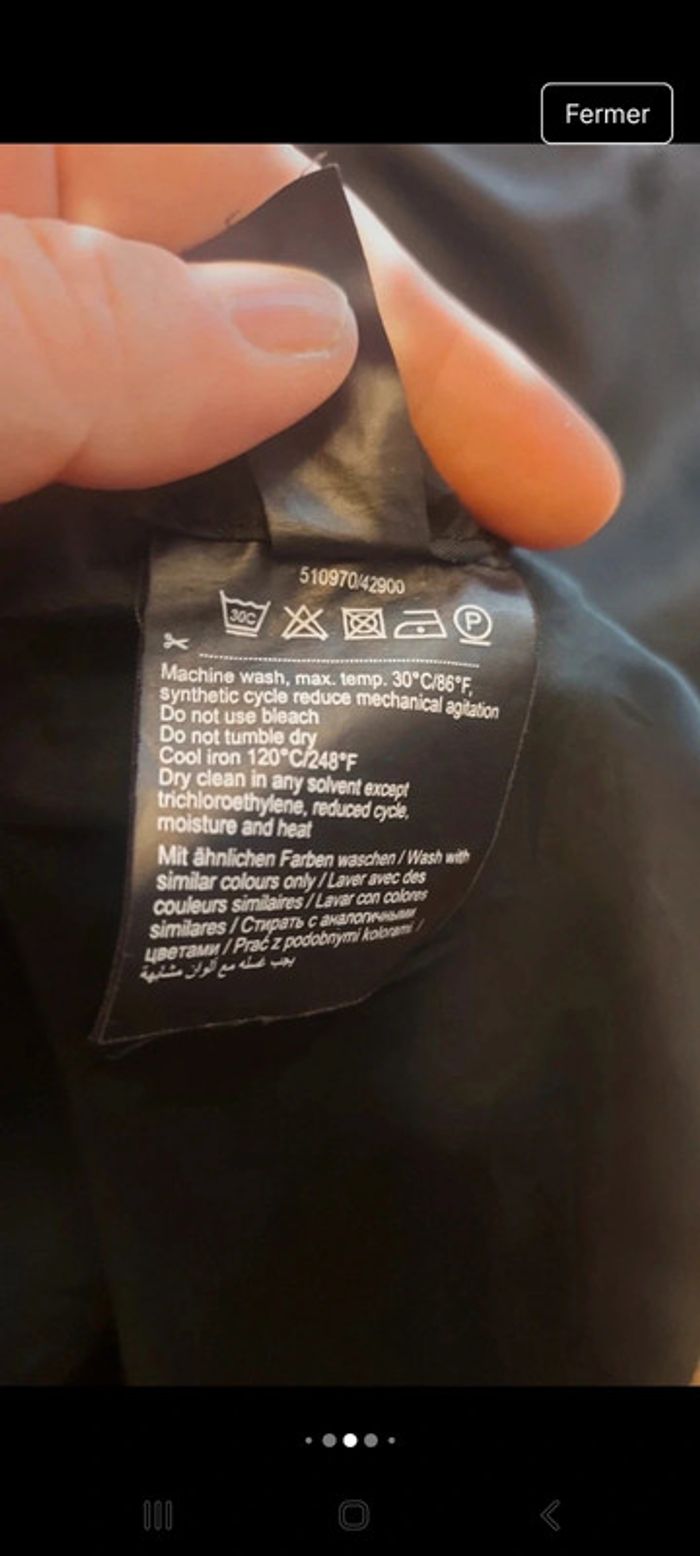 Fermer
510970/42900
30C P
Machine wash, max. temp. 30°C/86°F,
synthetic cycle reduce mechanical agitation
Do not use bleach
Do not tumble dry
Cool iron 120°C/248°F
Dry clean in any solvent except
trichloroethylene, reduced cycle,
moisture and heat
Mit ähnlichen Farben waschen / Wash with
similar colours only / Laver avec des
couleurs similaires / Lavar con colores
similares / Стирать с аналогичными
цветами / Prać z podobnymi kolorami /
يجب غسله مع ألوان مشابهة